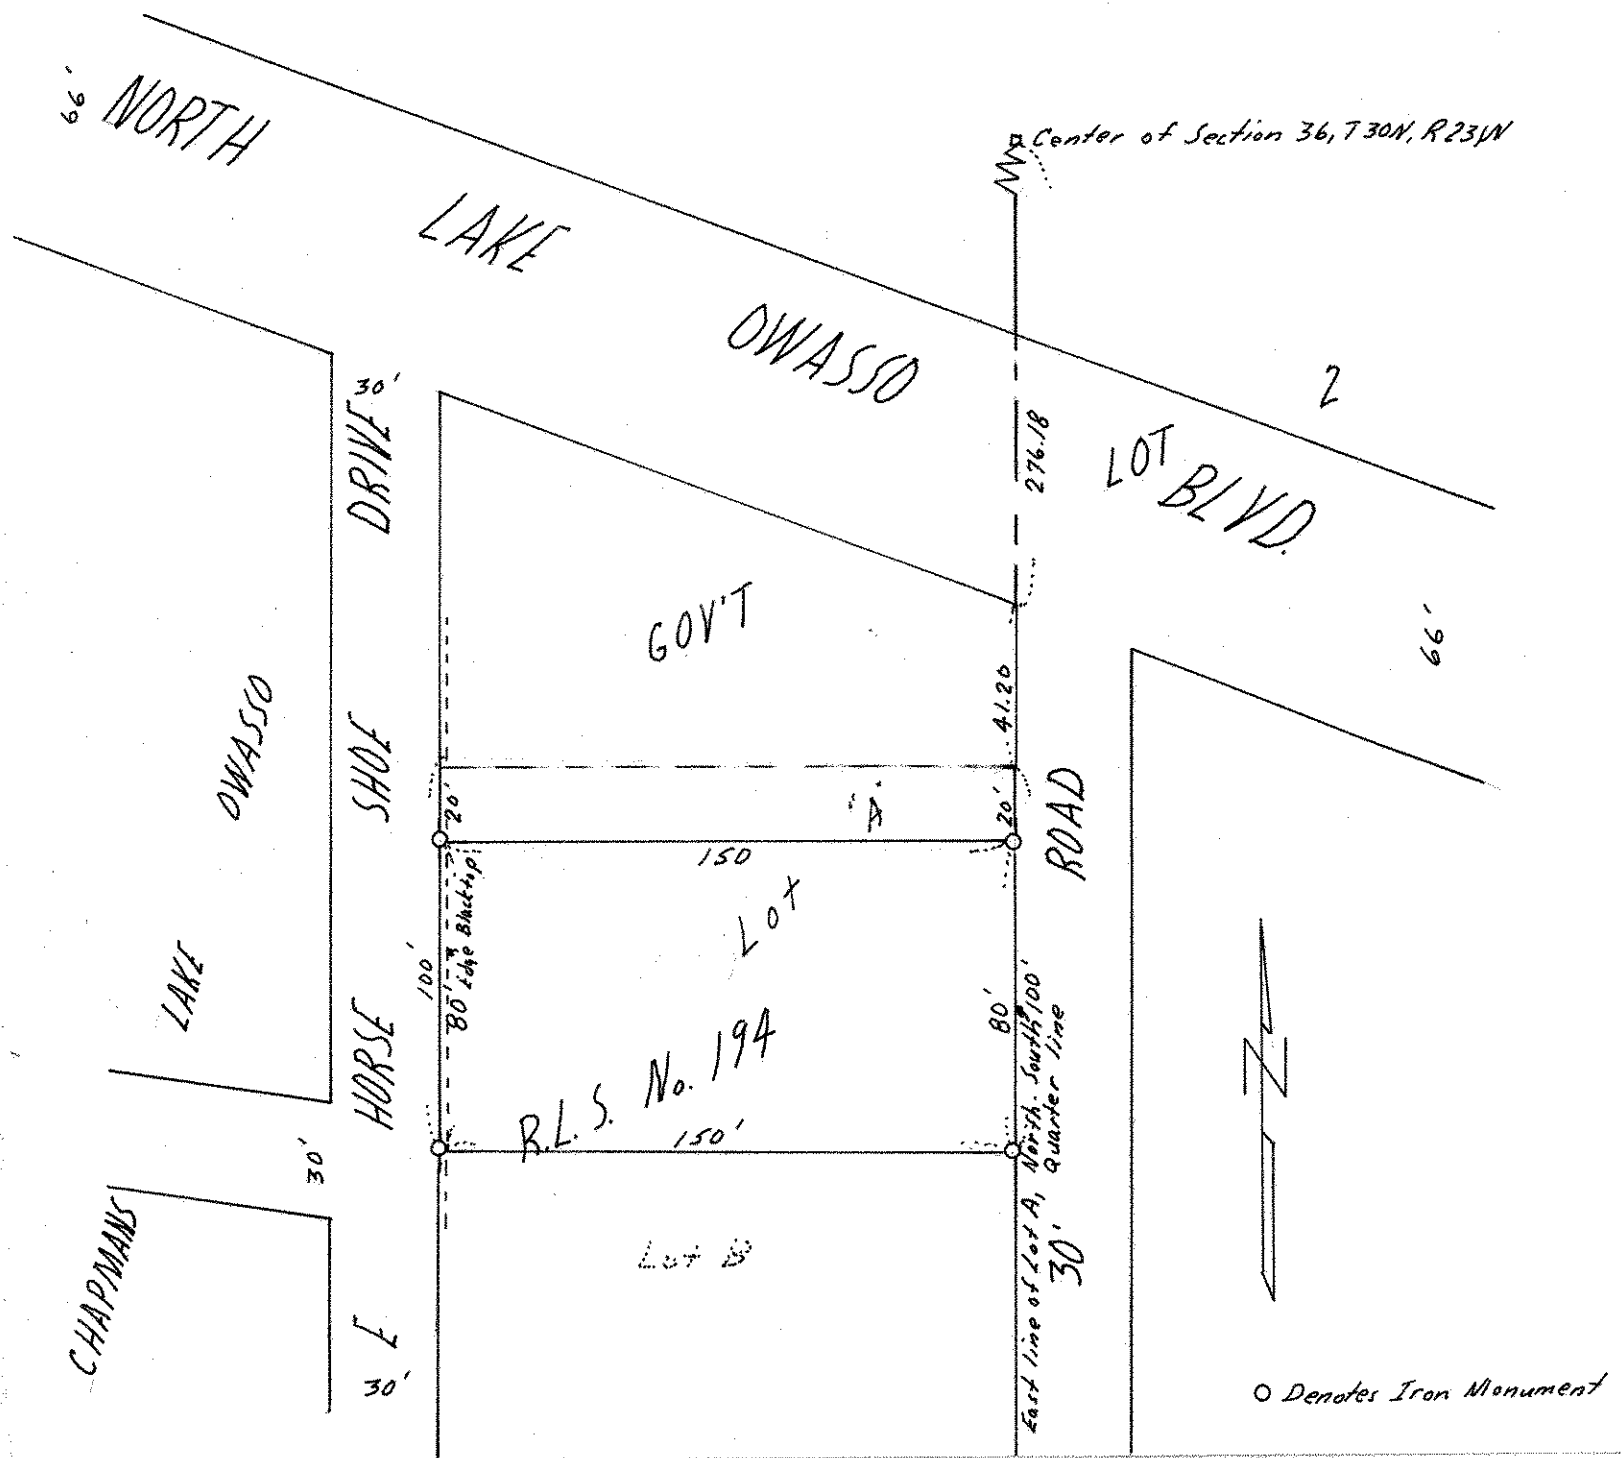 66'
NORTH LAKE OWASSO BLVD.
Center of Section 36, T30N, R23W
276.18
LOT 2
66'
30'
E HORSE SHOE DRIVE
GOV'T
41.20
LAKE OWASSO
20'
"A"
20'
ROAD
150
Edge Blacktop
LOT
100'
80'
80'
R.L.S. No. 194
150'
East line of Lot A, North-South 100'
Quarter line
30'
30'
CHAPMANS
Lot B
30'
O Denotes Iron Monument
N